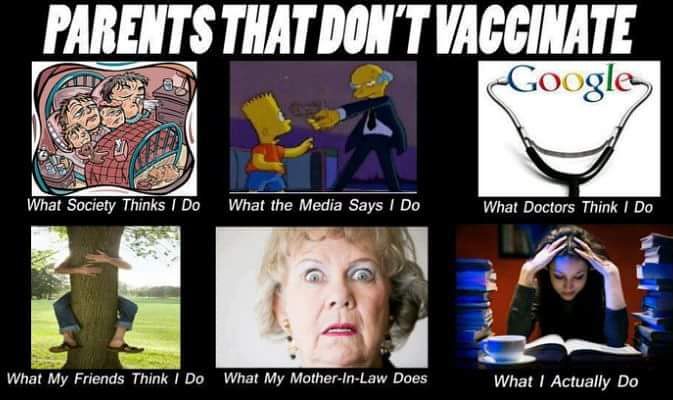 PARENTS THAT DON'T VACCINATE
Google
What Society Thinks I Do
What the Media Says I Do
What Doctors Think I Do
What My Friends Think I Do
What My Mother-In-Law Does
What I Actually Do